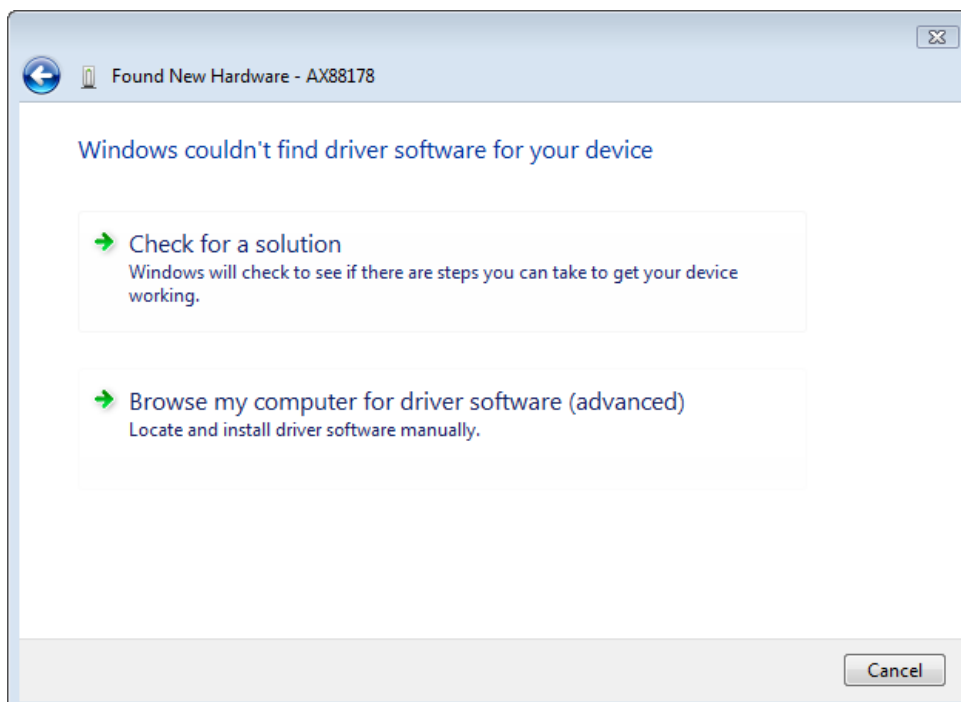 Found New Hardware - AX88178
Windows couldn't find driver software for your device
Check for a solution
Windows will check to see if there are steps you can take to get your device
working.
Browse my computer for driver software (advanced)
Locate and install driver software manually.
Cancel